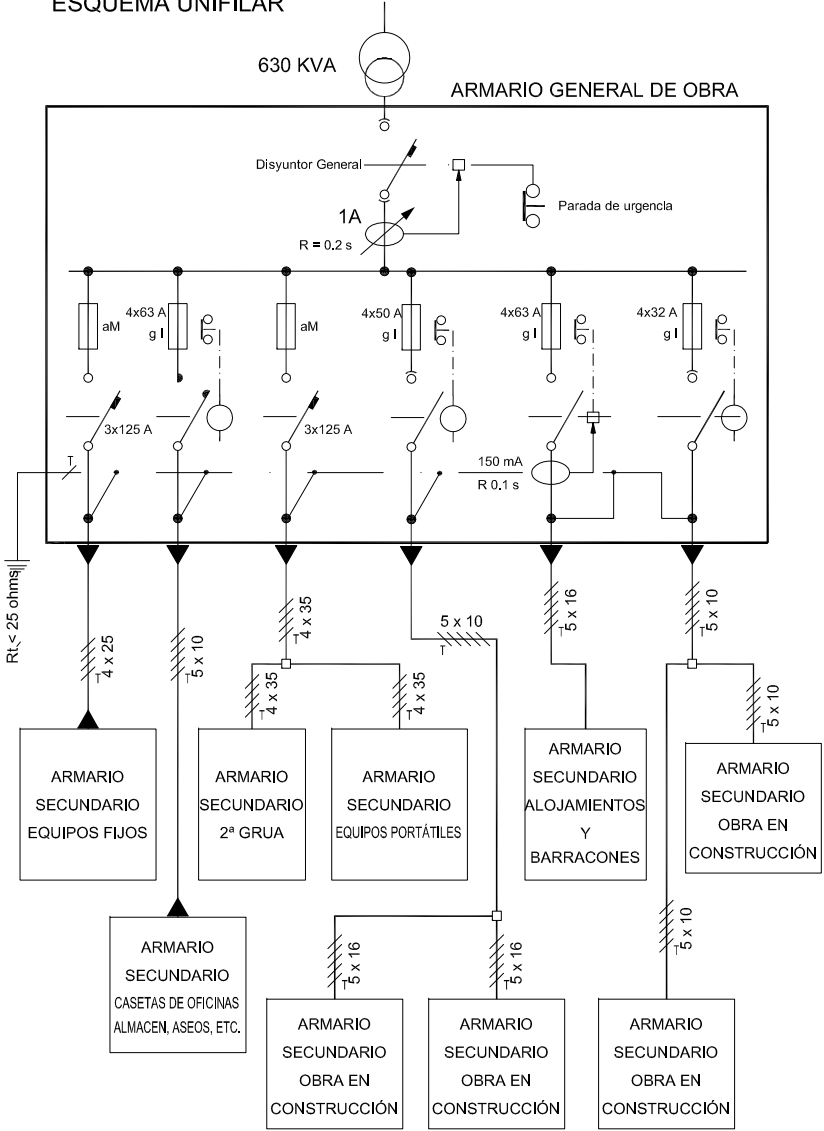 ESQUEMA UNIFILAR
630 KVA
ARMARIO GENERAL DE OBRA
Disyuntor General
Parada de urgencia
1A
R = 0.2 s
aM
4x63 A
g I
aM
4x50 A
g I
4x63 A
g I
4x32 A
g I
3x125 A
3x125 A
T
150 mA
R 0.1 s
Rt.< 25 ohms
T 4 x 25
T 5 x 10
T 4 x 35
5 x 10
T
T 5 x 16
T 5 x 10
T 4 x 35
T 4 x 35
T 5 x 10
ARMARIO
SECUNDARIO
EQUIPOS FIJOS
ARMARIO
SECUNDARIO
2ª GRUA
ARMARIO
SECUNDARIO
EQUIPOS PORTÁTILES
ARMARIO
SECUNDARIO
ALOJAMIENTOS
Y
BARRACONES
ARMARIO
SECUNDARIO
OBRA EN
CONSTRUCCIÓN
ARMARIO
SECUNDARIO
CASETAS DE OFICINAS
ALMACEN, ASEOS, ETC.
T 5 x 16
T 5 x 16
T 5 x 10
ARMARIO
SECUNDARIO
OBRA EN
CONSTRUCCIÓN
ARMARIO
SECUNDARIO
OBRA EN
CONSTRUCCIÓN
ARMARIO
SECUNDARIO
OBRA EN
CONSTRUCCIÓN